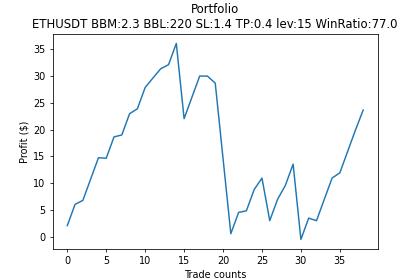 Portfolio
ETHUSDT BBM:2.3 BBL:220 SL:1.4 TP:0.4 lev:15 WinRatio:77.0
35
30
25
20
15
10
5
0
Profit ($)
0 5 10 15 20 25 30 35
Trade counts